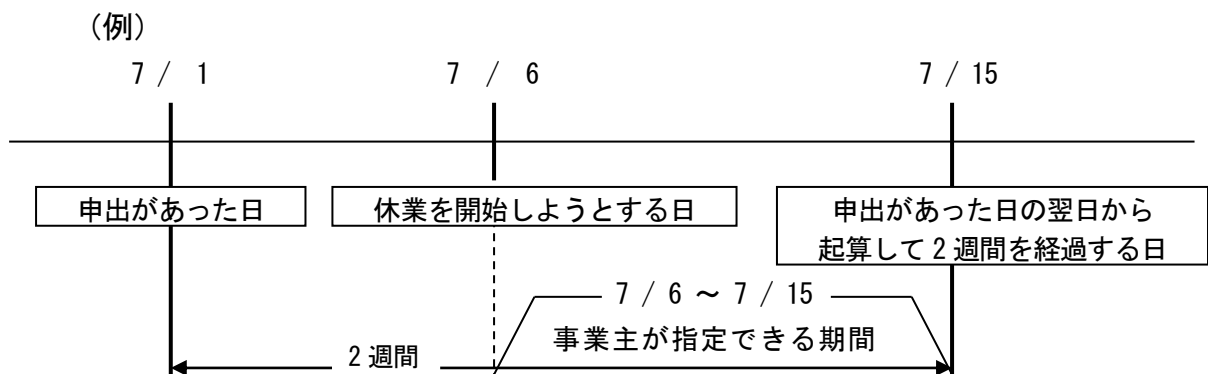 （例）
7 / 1
7 / 6
7 / 15
申出があった日
休業を開始しようとする日
申出があった日の翌日から
起算して2週間を経過する日
7 / 6 ～ 7 / 15
事業主が指定できる期間
2週間